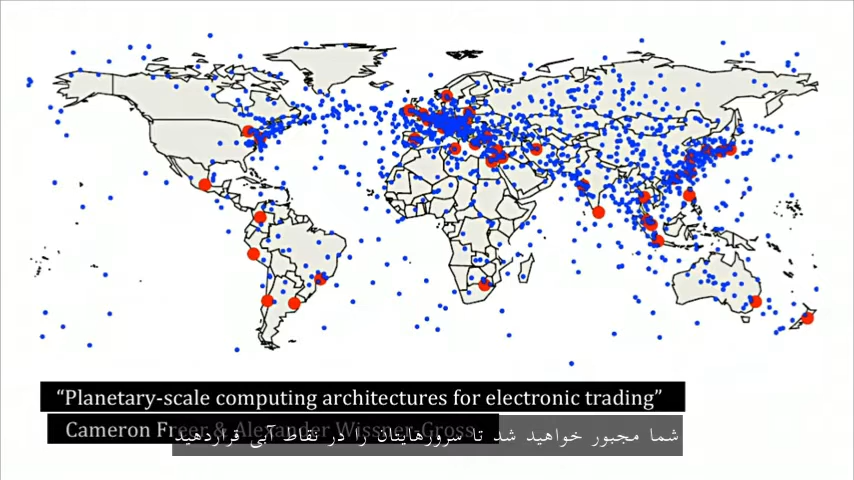 “Planetary-scale computing architectures for electronic trading”
Cameron Freer & Alexander Wissner-Gross
شما مجبور خواهید شد تا سرورهایتان را در نقاط آبی قراردهید